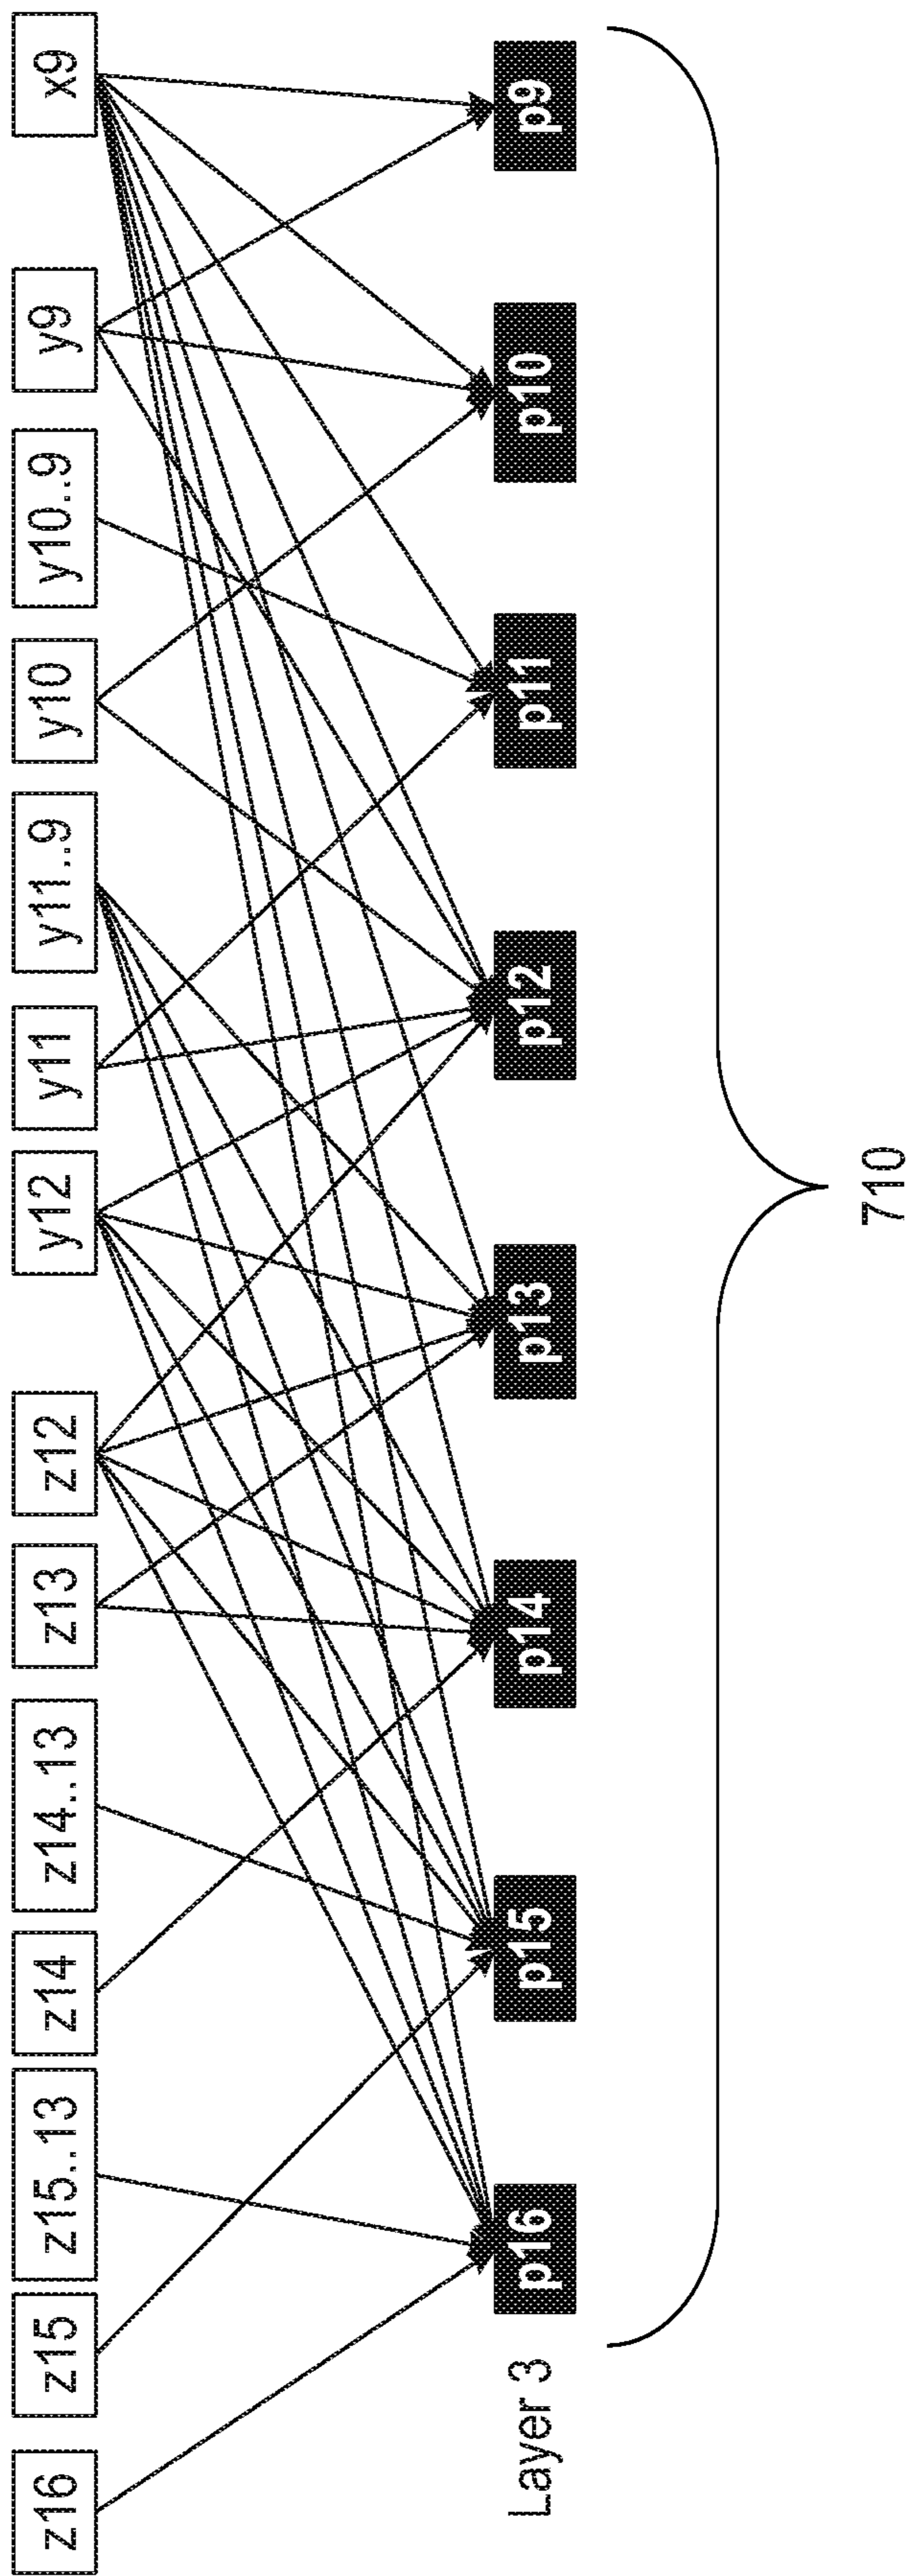 z16
z15
z15..13
z14
z14..13
z13
z12
y12
y11
y11..9
y10
y10..9
y9
x9
Layer 3
p16
p15
p14
p13
p12
p11
p10
p9
710